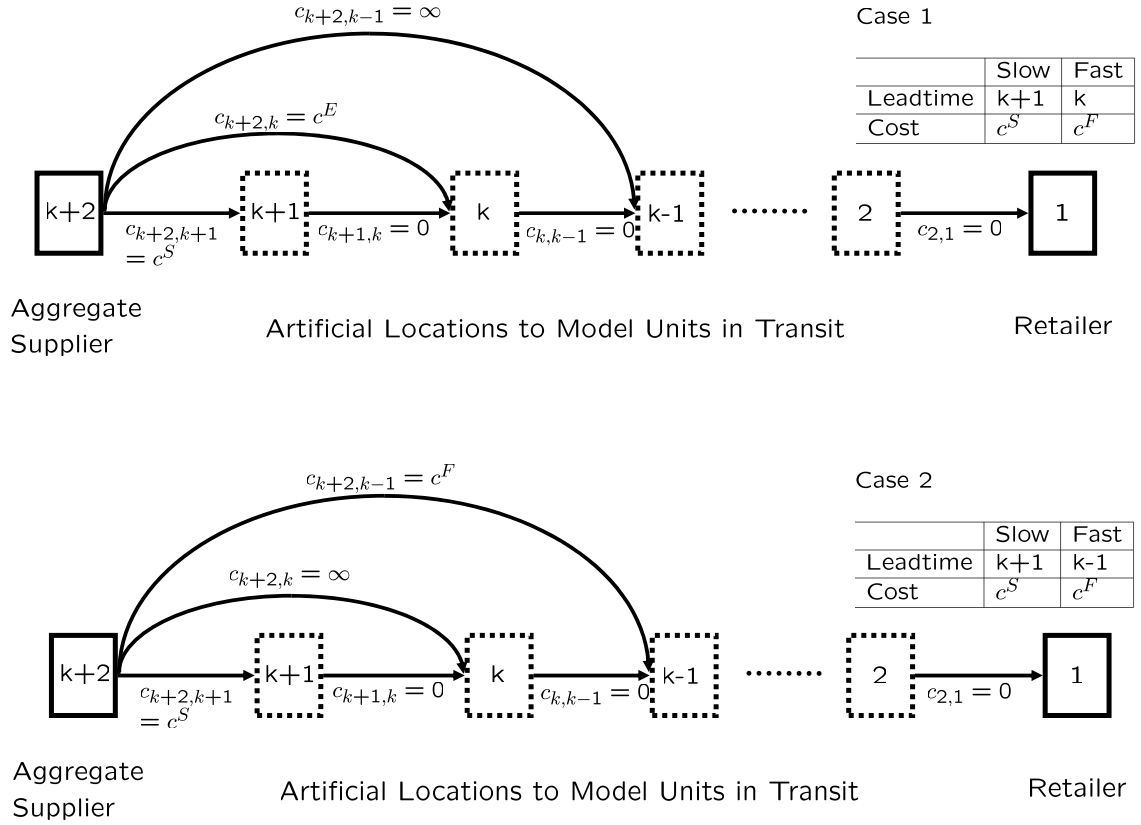 c_{k+2,k−1} = ∞
Case 1
Slow Fast
Leadtime k+1 k
Cost c^S c^F
c_{k+2,k} = c^E
k+2 k+1 k k-1 ········ 2 1
c_{k+2,k+1} c_{k+1,k} = 0 c_{k,k−1} = 0 c_{2,1} = 0
= c^S
Aggregate
Supplier
Artificial Locations to Model Units in Transit
Retailer
c_{k+2,k−1} = c^F
Case 2
Slow Fast
Leadtime k+1 k-1
Cost c^S c^F
c_{k+2,k} = ∞
k+2 k+1 k k-1 ········ 2 1
c_{k+2,k+1} c_{k+1,k} = 0 c_{k,k−1} = 0 c_{2,1} = 0
= c^S
Aggregate
Supplier
Artificial Locations to Model Units in Transit
Retailer